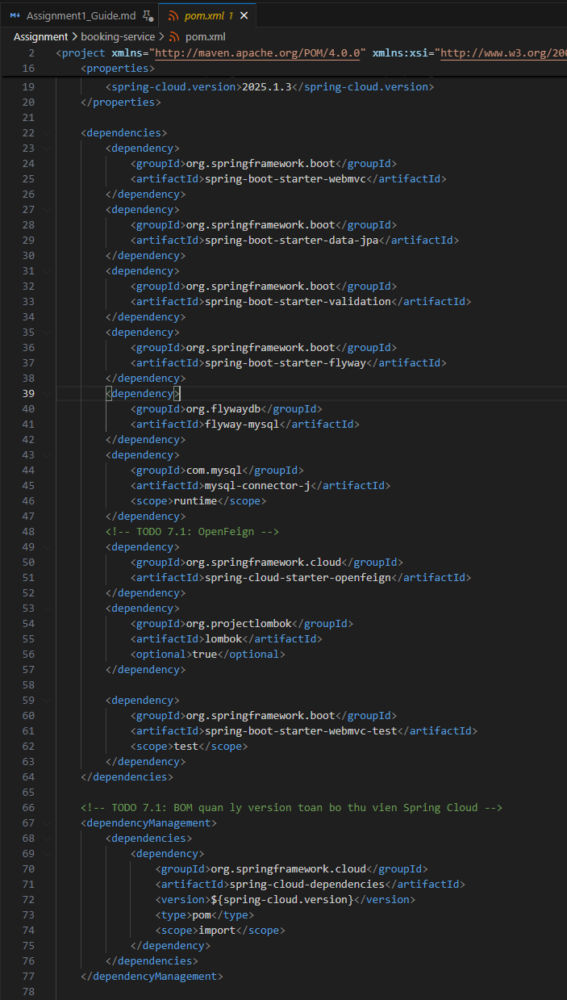 Assignment1_Guide.md
pom.xml 1
Assignment > booking-service > pom.xml
2 <project xmlns="http://maven.apache.org/POM/4.0.0" xmlns:xsi="http://www.w3.org/200
16 <properties>
19 <spring-cloud.version>2025.1.3</spring-cloud.version>
20 </properties>
21
22 <dependencies>
23 <dependency>
24 <groupId>org.springframework.boot</groupId>
25 <artifactId>spring-boot-starter-webmvc</artifactId>
26 </dependency>
27 <dependency>
28 <groupId>org.springframework.boot</groupId>
29 <artifactId>spring-boot-starter-data-jpa</artifactId>
30 </dependency>
31 <dependency>
32 <groupId>org.springframework.boot</groupId>
33 <artifactId>spring-boot-starter-validation</artifactId>
34 </dependency>
35 <dependency>
36 <groupId>org.springframework.boot</groupId>
37 <artifactId>spring-boot-starter-flyway</artifactId>
38 </dependency>
39 <dependency>
40 <groupId>org.flywaydb</groupId>
41 <artifactId>flyway-mysql</artifactId>
42 </dependency>
43 <dependency>
44 <groupId>com.mysql</groupId>
45 <artifactId>mysql-connector-j</artifactId>
46 <scope>runtime</scope>
47 </dependency>
48 <!-- TODO 7.1: OpenFeign -->
49 <dependency>
50 <groupId>org.springframework.cloud</groupId>
51 <artifactId>spring-cloud-starter-openfeign</artifactId>
52 </dependency>
53 <dependency>
54 <groupId>org.projectlombok</groupId>
55 <artifactId>lombok</artifactId>
56 <optional>true</optional>
57 </dependency>
58
59 <dependency>
60 <groupId>org.springframework.boot</groupId>
61 <artifactId>spring-boot-starter-webmvc-test</artifactId>
62 <scope>test</scope>
63 </dependency>
64 </dependencies>
65
66 <!-- TODO 7.1: BOM quan ly version toan bo thu vien Spring Cloud -->
67 <dependencyManagement>
68 <dependencies>
69 <dependency>
70 <groupId>org.springframework.cloud</groupId>
71 <artifactId>spring-cloud-dependencies</artifactId>
72 <version>${spring-cloud.version}</version>
73 <type>pom</type>
74 <scope>import</scope>
75 </dependency>
76 </dependencies>
77 </dependencyManagement>
78